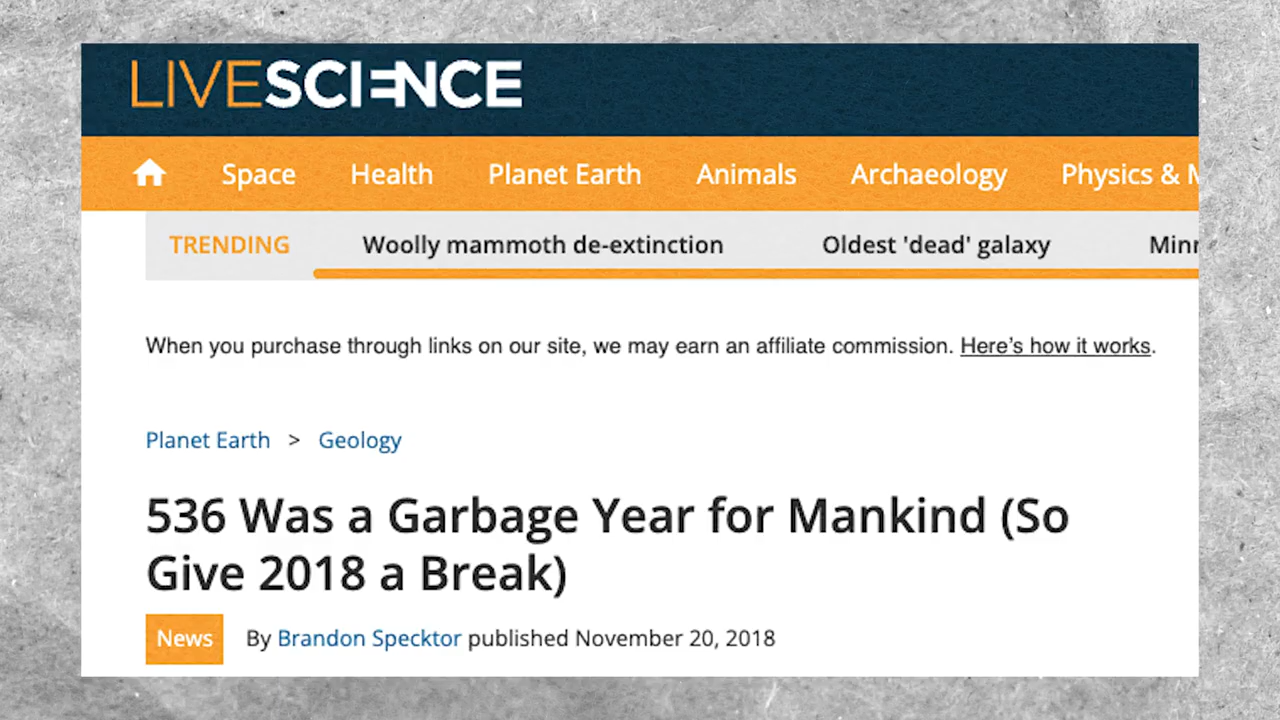 LIVESCIENCE
Space Health Planet Earth Animals Archaeology Physics & M
TRENDING Woolly mammoth de-extinction Oldest 'dead' galaxy Minn
When you purchase through links on our site, we may earn an affiliate commission. Here’s how it works.
Planet Earth > Geology
536 Was a Garbage Year for Mankind (So
Give 2018 a Break)
News By Brandon Specktor published November 20, 2018